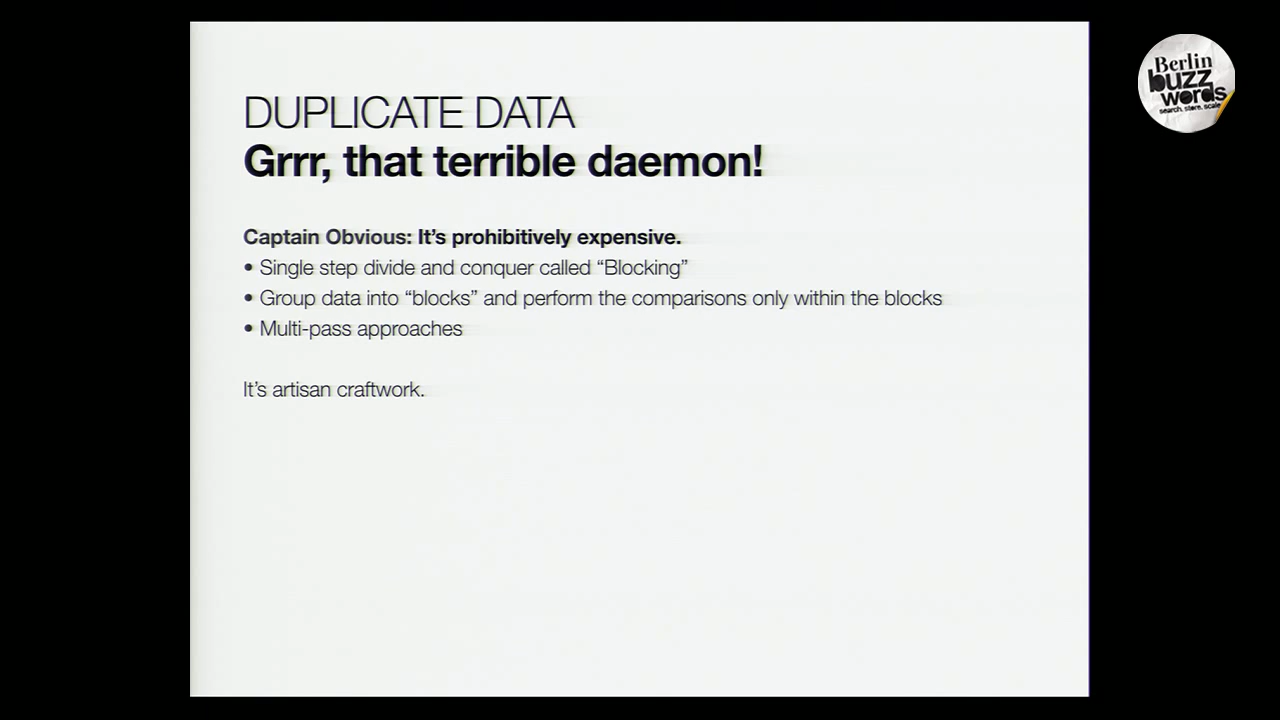 DUPLICATE DATA
Grrr, that terrible daemon!
Captain Obvious: It’s prohibitively expensive.
• Single step divide and conquer called “Blocking”
• Group data into “blocks” and perform the comparisons only within the blocks
• Multi-pass approaches
It’s artisan craftwork.
Berlin
buzz
words
search. store. scale